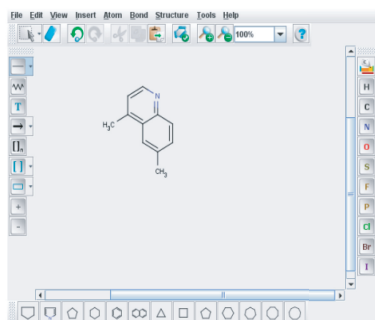 File Edit View Insert Atom Bond Structure Tools Help
100%
H
T
C
N
N
H₃C
O
[ ]n
S
CH₃
F
P
Cl
Br
I